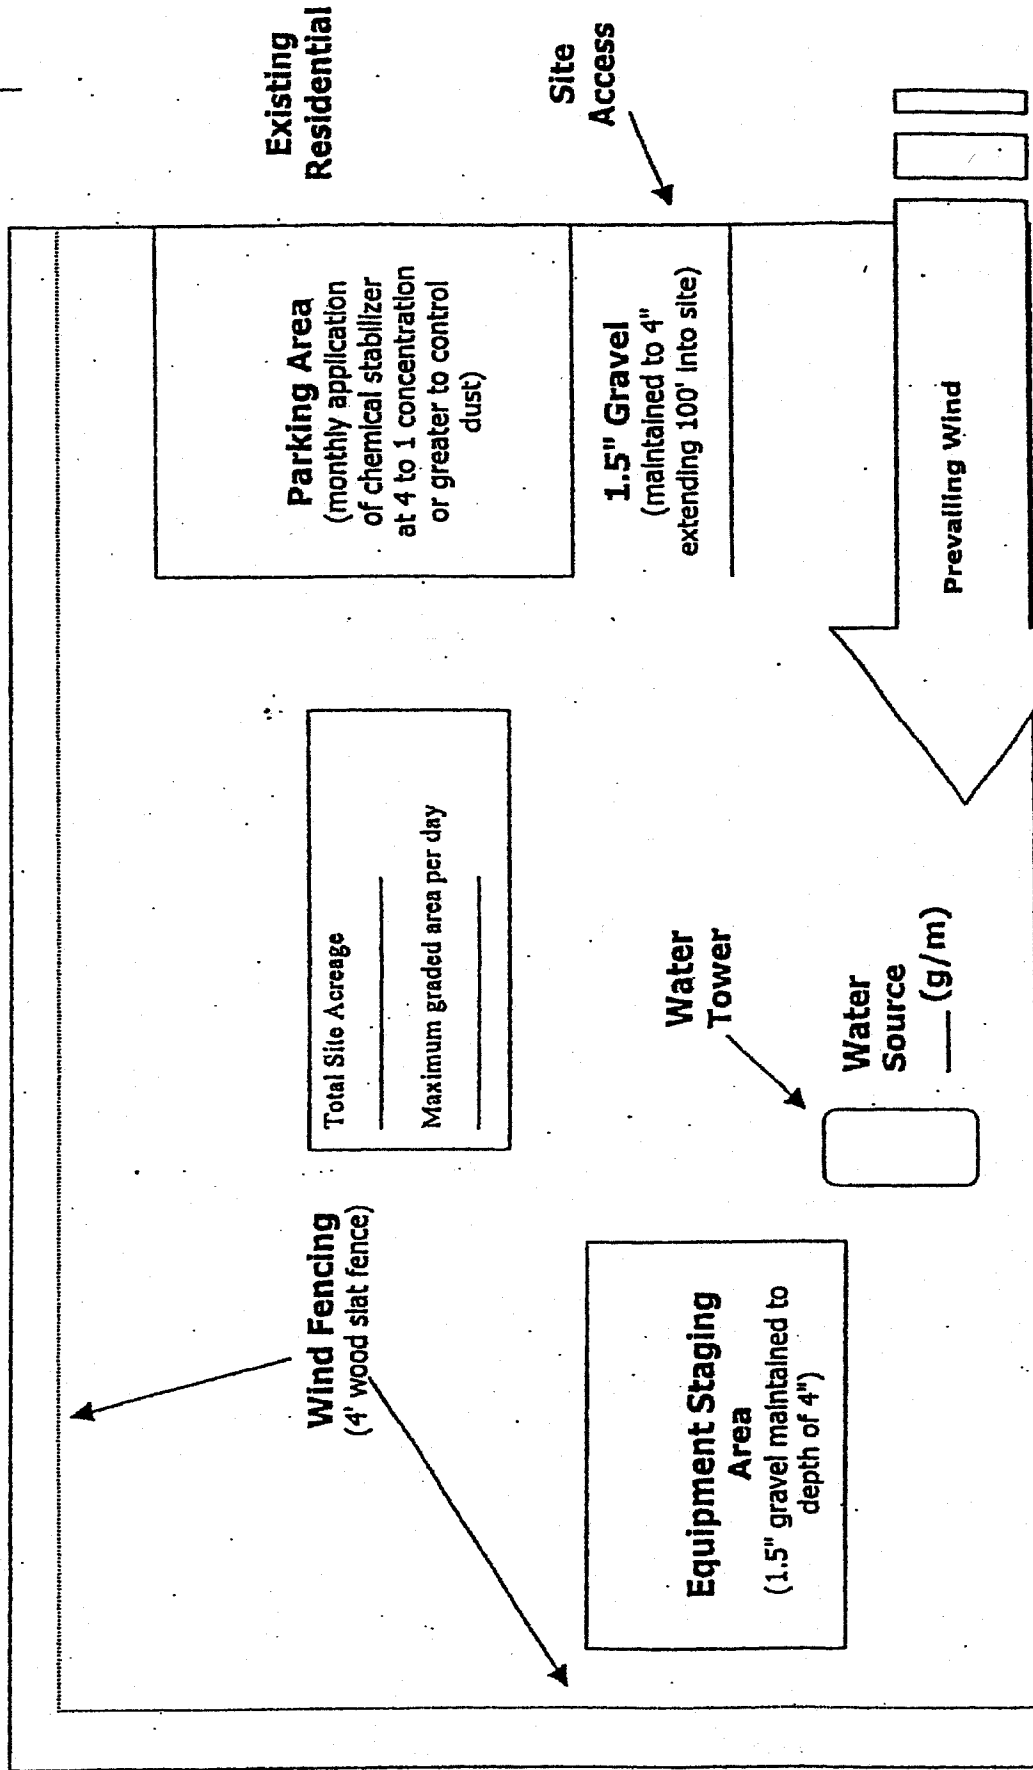 Wind Fencing
(4' wood slat fence)
Total Site Acreage
Maximum graded area per day
Parking Area
(monthly application
of chemical stabilizer
at 4 to 1 concentration
or greater to control
dust)
Existing
Residential
Equipment Staging
Area
(1.5" gravel maintained to
depth of 4")
Water
Tower
Water
Source
____ (g/m)
1.5" Gravel
(maintained to 4"
extending 100' into site)
Site
Access
Prevailing Wind